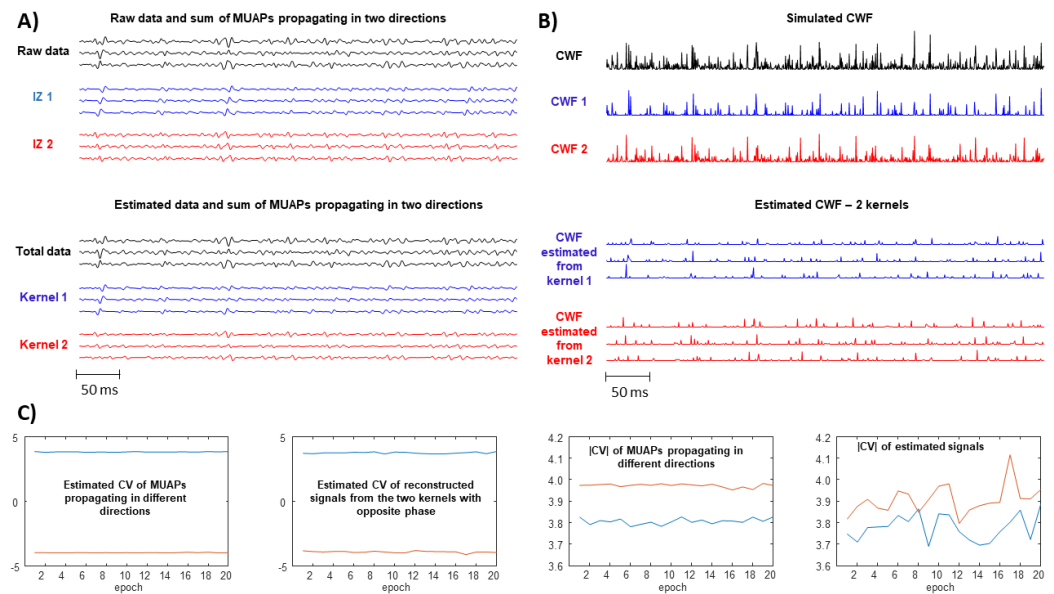 A)
Raw data and sum of MUAPs propagating in two directions
Raw data
IZ 1
IZ 2
Estimated data and sum of MUAPs propagating in two directions
Total data
Kernel 1
Kernel 2
50 ms
B)
Simulated CWF
CWF
CWF 1
CWF 2
Estimated CWF – 2 kernels
CWF
estimated
from
kernel 1
CWF
estimated
from
kernel 2
50 ms
C)
5
0
-5
Estimated CV of MUAPs
propagating in different
directions
2 4 6 8 10 12 14 16 18 20
epoch
5
0
-5
Estimated CV of reconstructed
signals from the two kernels with
opposite phase
2 4 6 8 10 12 14 16 18 20
epoch
4.2
4.1
4.0
3.9
3.8
3.7
3.6
|CV| of MUAPs propagating in
different directions
2 4 6 8 10 12 14 16 18 20
epoch
4.2
4.1
4.0
3.9
3.8
3.7
3.6
|CV| of estimated signals
2 4 6 8 10 12 14 16 18 20
epoch